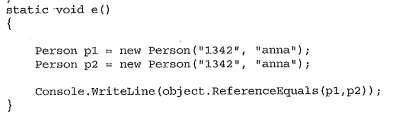 static void e()
{
Person p1 = new Person("1342", "anna");
Person p2 = new Person("1342", "anna");
Console.WriteLine(object.ReferenceEquals(p1,p2));
}